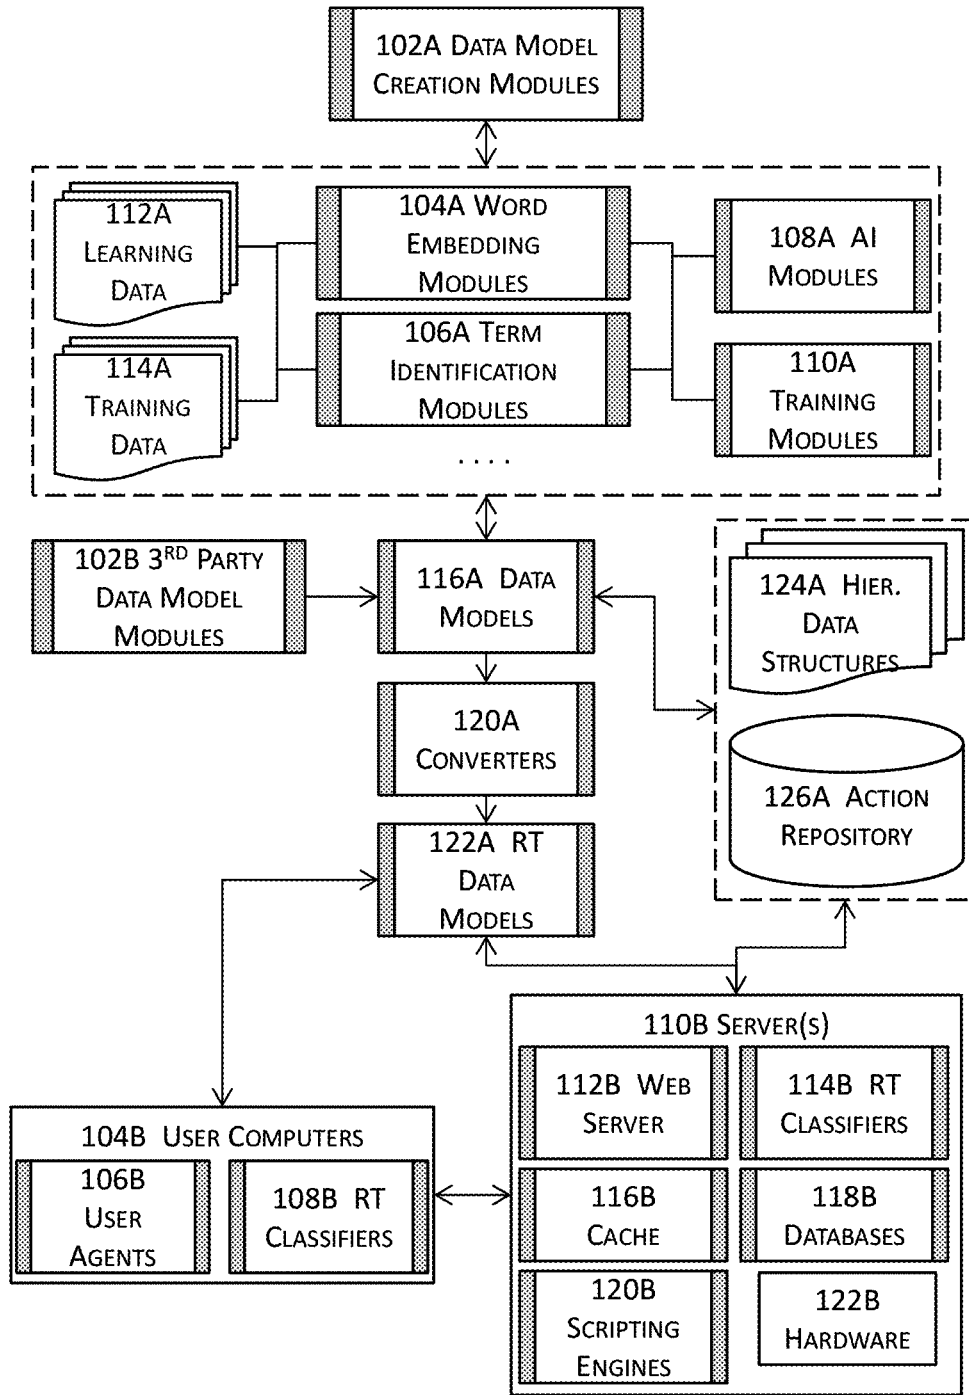 102A DATA MODEL
CREATION MODULES
112A
LEARNING
DATA
104A WORD
EMBEDDING
MODULES
108A AI
MODULES
114A
TRAINING
DATA
106A TERM
IDENTIFICATION
MODULES
110A
TRAINING
MODULES
. . . .
102B 3RD PARTY
DATA MODEL
MODULES
116A DATA
MODELS
124A HIER.
DATA
STRUCTURES
120A
CONVERTERS
126A ACTION
REPOSITORY
122A RT
DATA
MODELS
110B SERVER(S)
112B WEB
SERVER
114B RT
CLASSIFIERS
104B USER COMPUTERS
106B
USER
AGENTS
108B RT
CLASSIFIERS
116B
CACHE
118B
DATABASES
120B
SCRIPTING
ENGINES
122B
HARDWARE